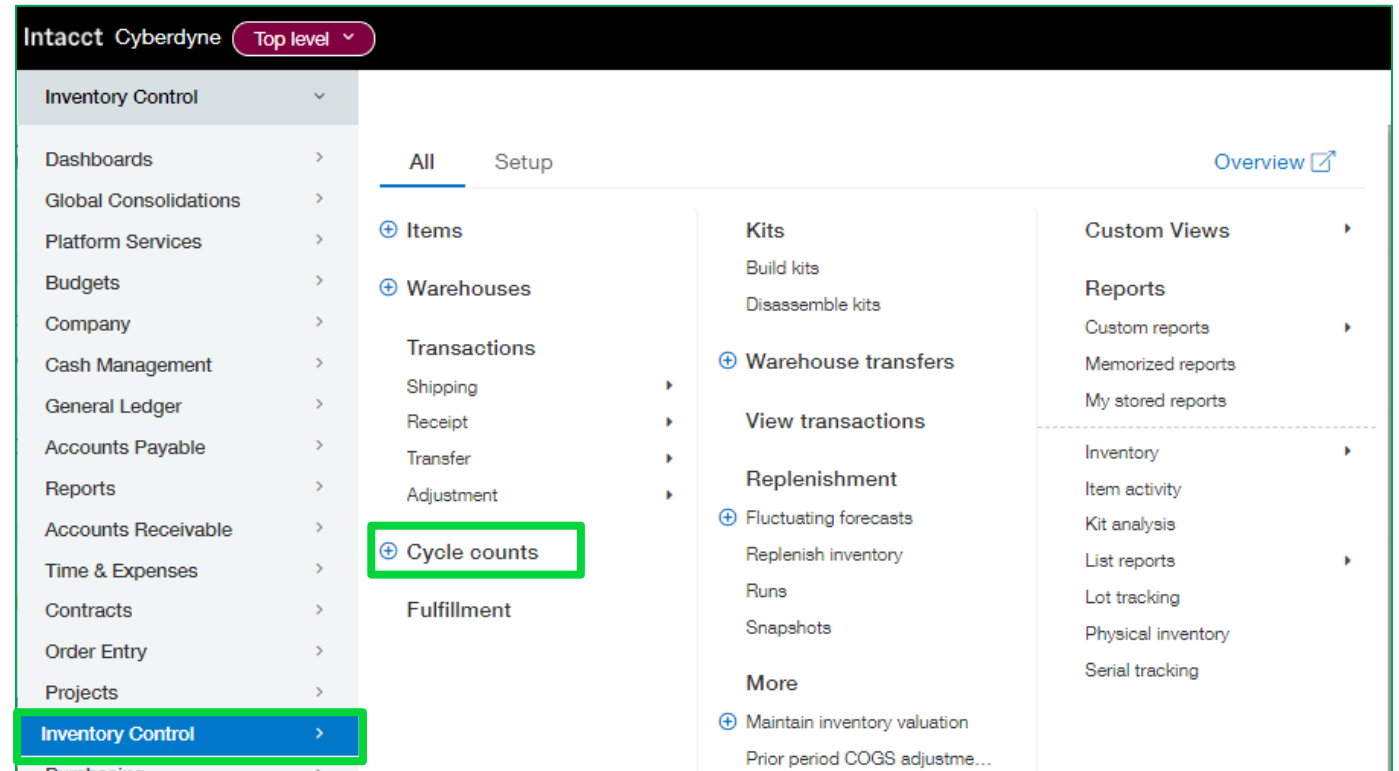 Intacct Cyberdyne Top level
Inventory Control
Dashboards
Global Consolidations
Platform Services
Budgets
Company
Cash Management
General Ledger
Accounts Payable
Reports
Accounts Receivable
Time & Expenses
Contracts
Order Entry
Projects
Inventory Control
All Setup Overview
Items
Warehouses
Transactions
Shipping
Receipt
Transfer
Adjustment
Cycle counts
Fulfillment
Kits
Build kits
Disassemble kits
Warehouse transfers
View transactions
Replenishment
Fluctuating forecasts
Replenish inventory
Runs
Snapshots
More
Maintain inventory valuation
Prior period COGS adjustme...
Custom Views
Reports
Custom reports
Memorized reports
My stored reports
Inventory
Item activity
Kit analysis
List reports
Lot tracking
Physical inventory
Serial tracking